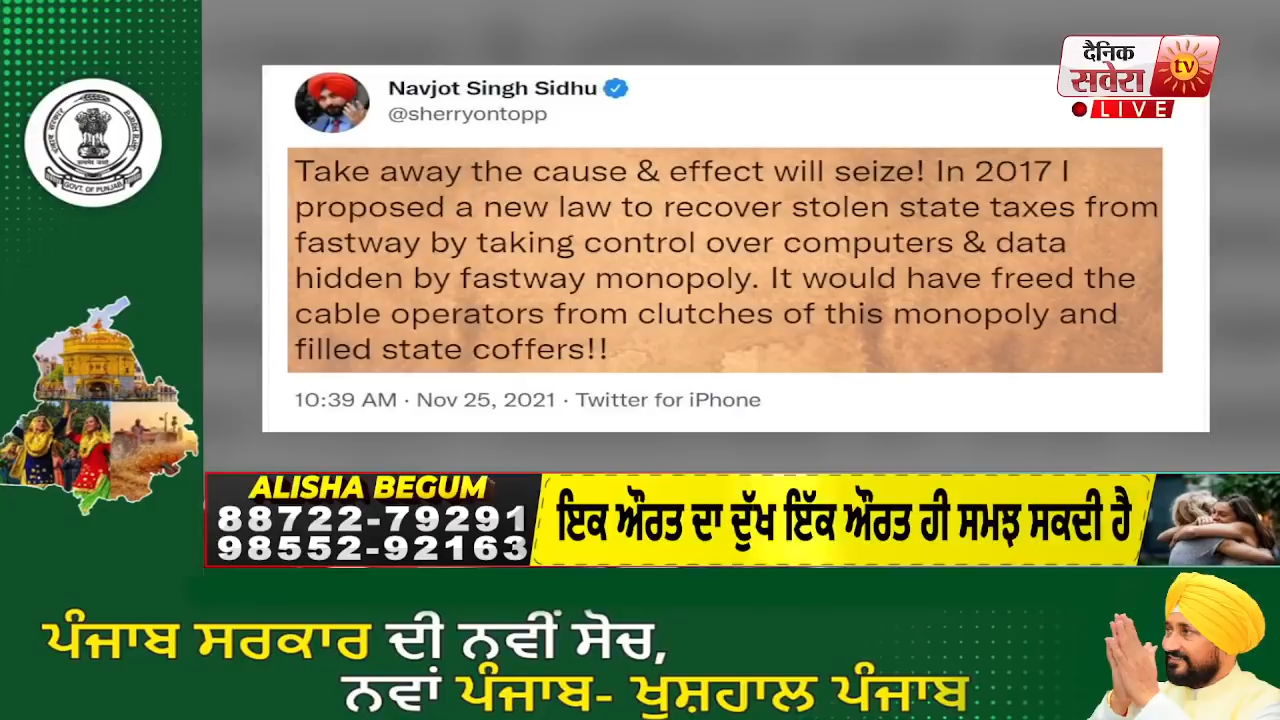 दैनिक
सवेरा
tv
LIVE
GOVT. OF PUNJAB
Navjot Singh Sidhu
@sherryontopp
Take away the cause & effect will seize! In 2017 I
proposed a new law to recover stolen state taxes from
fastway by taking control over computers & data
hidden by fastway monopoly. It would have freed the
cable operators from clutches of this monopoly and
filled state coffers!!
10:39 AM · Nov 25, 2021 · Twitter for iPhone
ALISHA BEGUM
88722-79291
98552-92163
ਇਕ ਔਰਤ ਦਾ ਦੁੱਖ ਇੱਕ ਔਰਤ ਹੀ ਸਮਝ ਸਕਦੀ ਹੈ
ਪੰਜਾਬ ਸਰਕਾਰ ਦੀ ਨਵੀਂ ਸੋਚ,
ਨਵਾਂ ਪੰਜਾਬ- ਖੁਸ਼ਹਾਲ ਪੰਜਾਬ